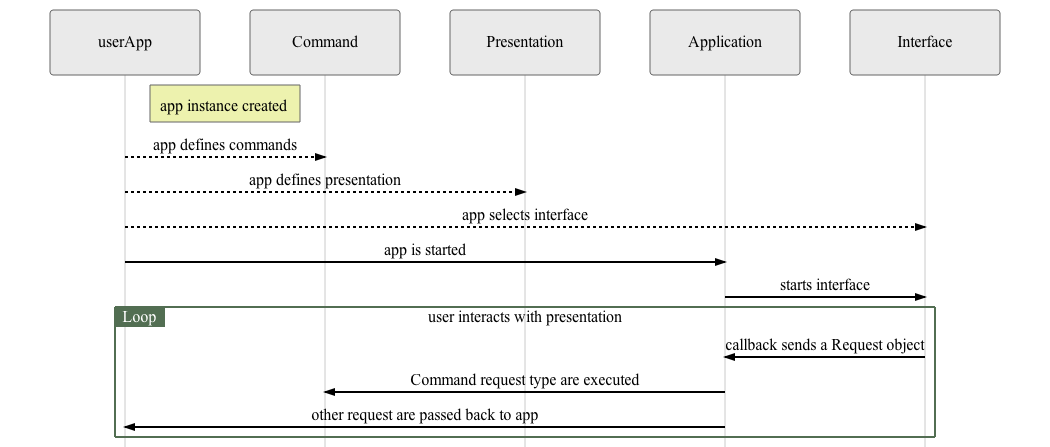 userApp
Command
Presentation
Application
Interface
app instance created
app defines commands
app defines presentation
app selects interface
app is started
starts interface
Loop
user interacts with presentation
callback sends a Request object
Command request type are executed
other request are passed back to app